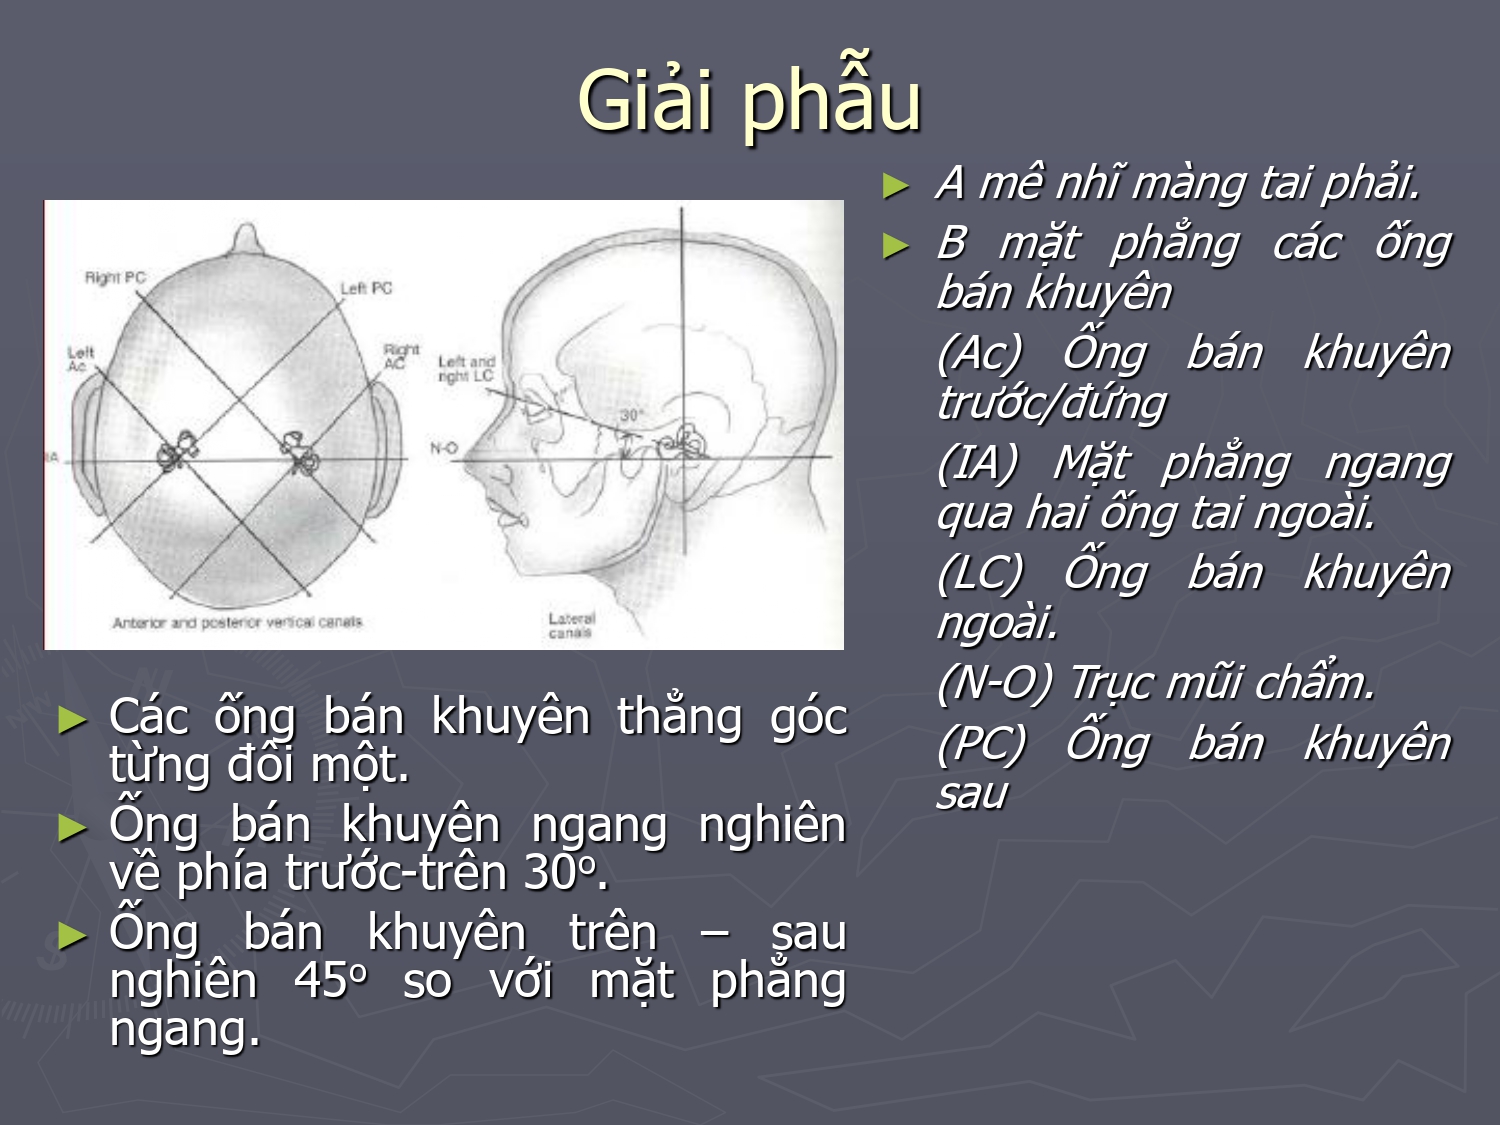 Giải phẫu
Right PC
Left PC
Left
Ac
Right
AC
IA
Anterior and posterior vertical canals
Left and
right LC
30°
N-O
Lateral
canals
► Các ống bán khuyên thẳng góc
từng đôi một.
► Ống bán khuyên ngang nghiên
về phía trước-trên 30º.
► Ống bán khuyên trên – sau
nghiên 45º so với mặt phẳng
ngang.
► A mê nhĩ màng tai phải.
► B mặt phẳng các ống
bán khuyên
(Ac) Ống bán khuyên
trước/đứng
(IA) Mặt phẳng ngang
qua hai ống tai ngoài.
(LC) Ống bán khuyên
ngoài.
(N-O) Trục mũi chẩm.
(PC) Ống bán khuyên
sau